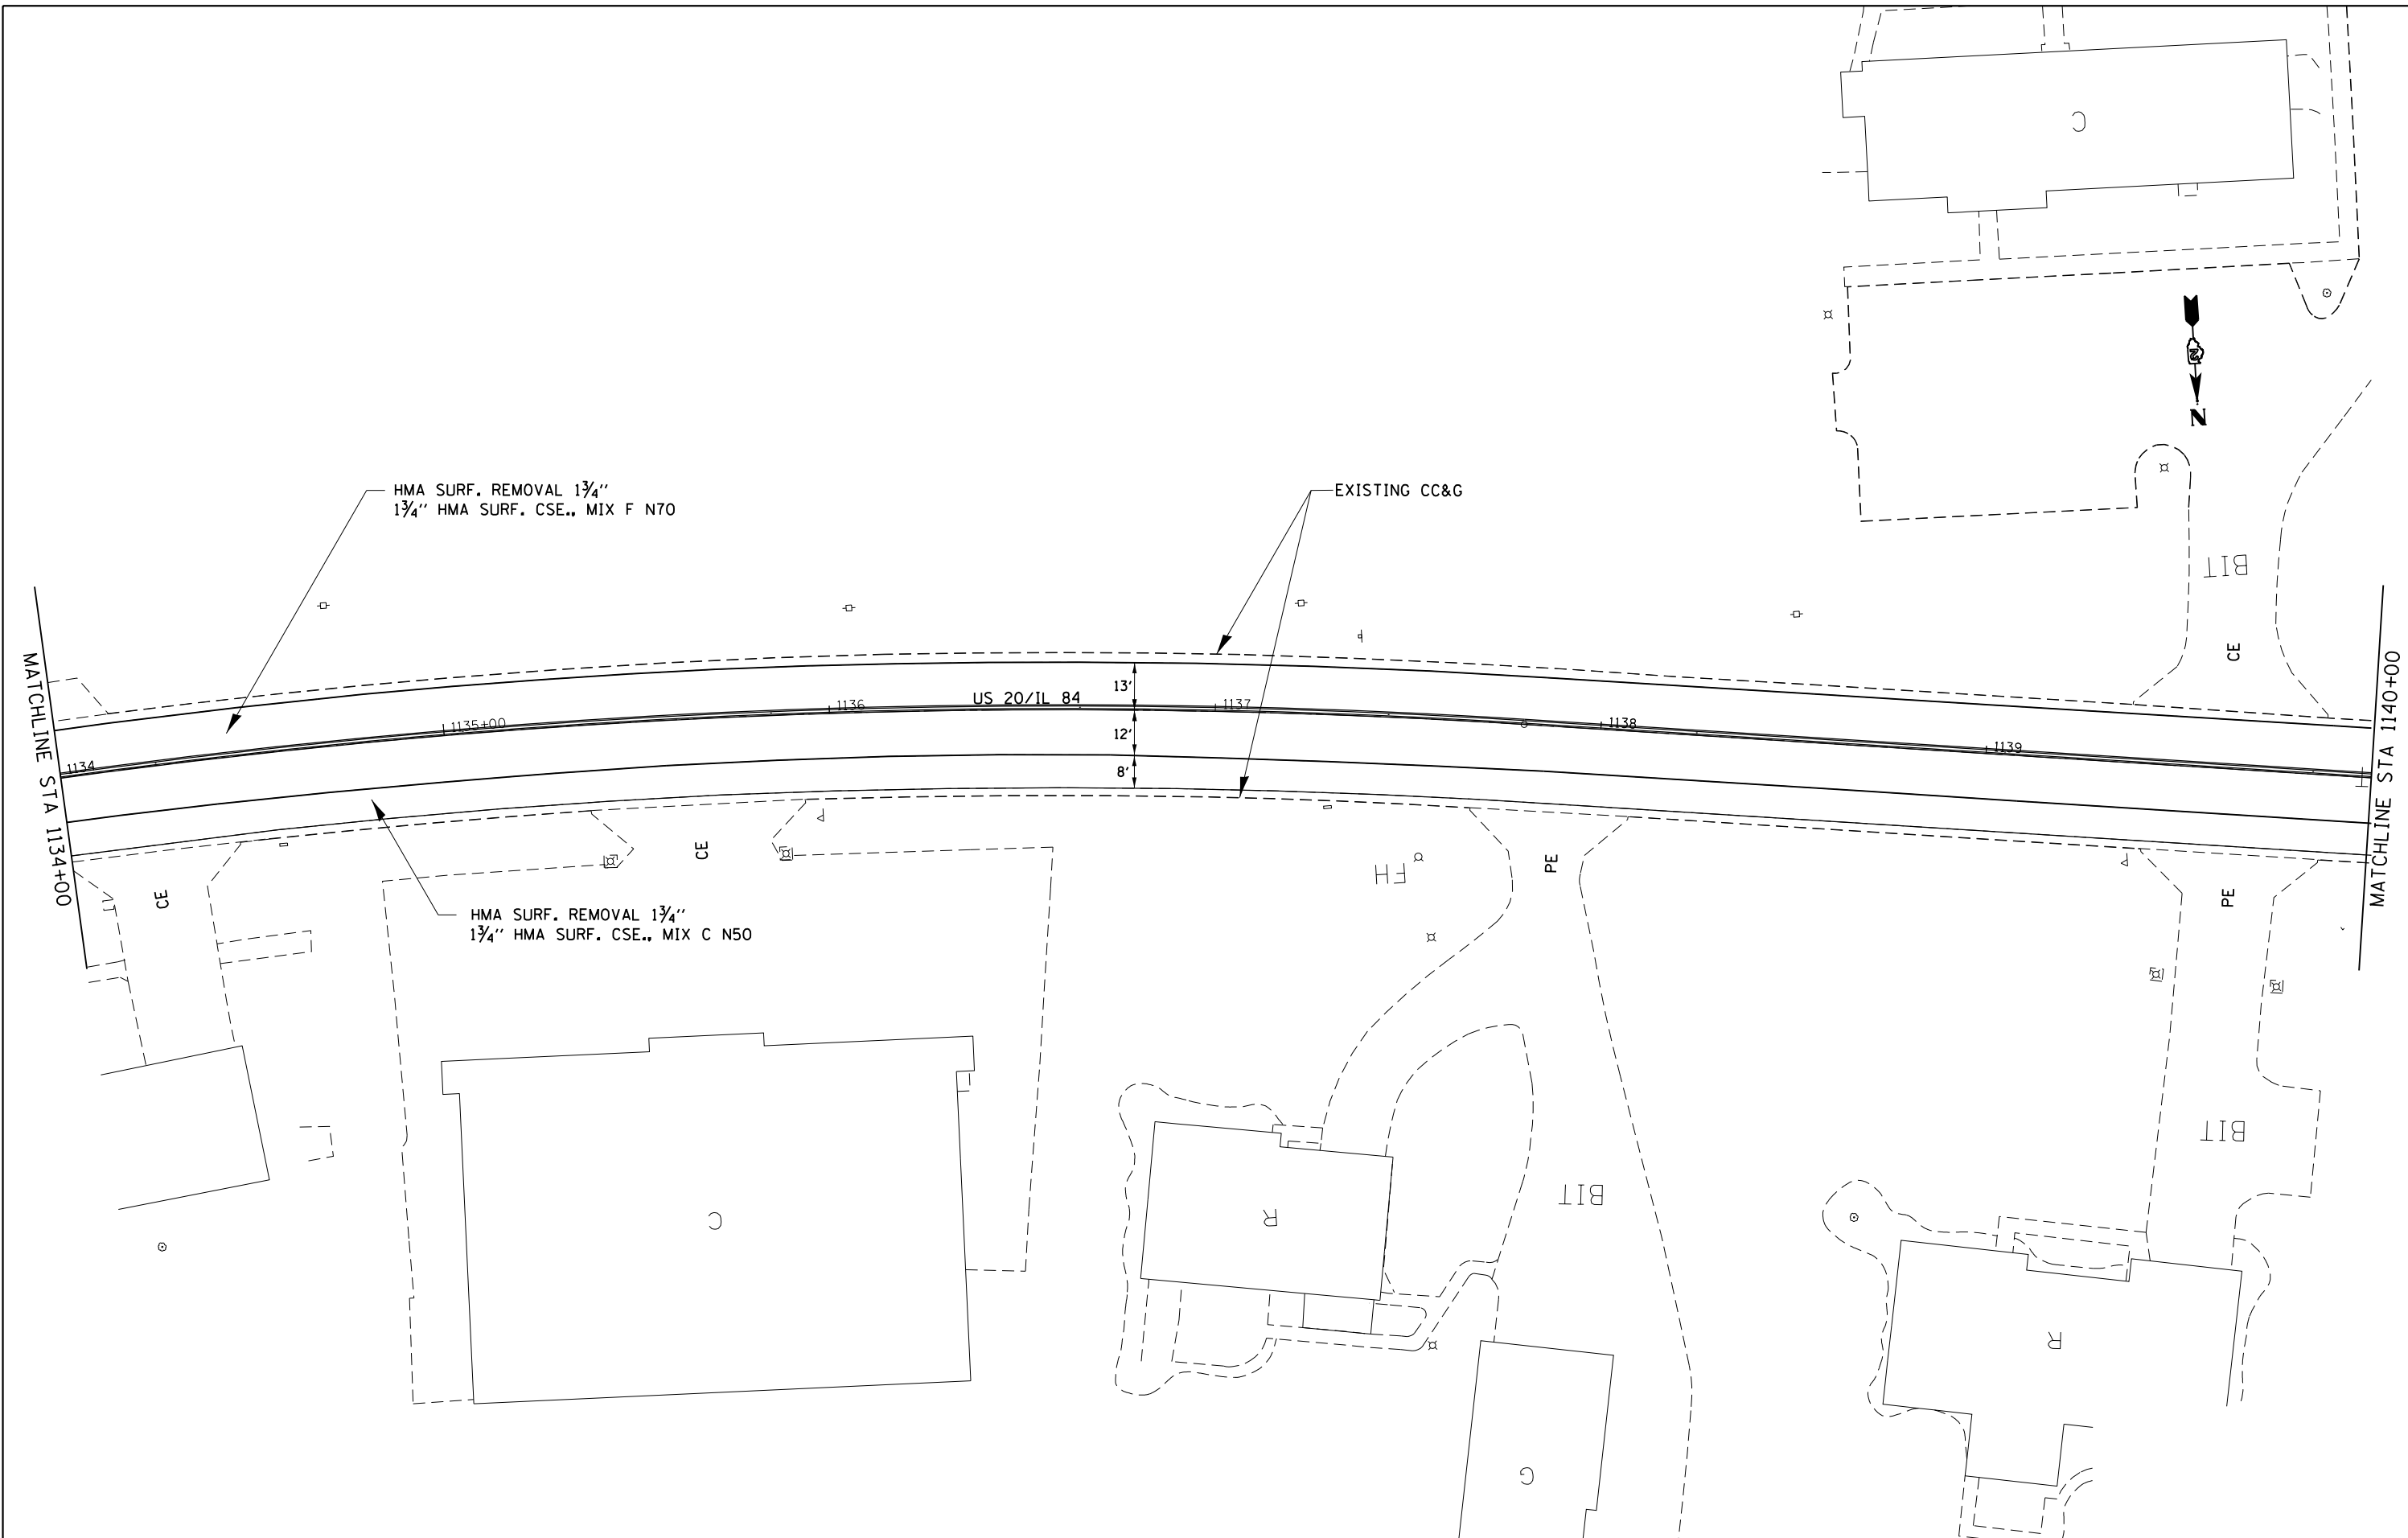 C
N
HMA SURF. REMOVAL 1¾"
1¾" HMA SURF. CSE., MIX F N70
EXISTING CC&G
BIT
CE
MATCHLINE STA 1134+00
MATCHLINE STA 1140+00
13'
US 20/IL 84
1134
1135+00
1136
1137
1138
1139
12'
8'
CE
CE
FH
PE
PE
HMA SURF. REMOVAL 1¾"
1¾" HMA SURF. CSE., MIX C N50
BIT
BIT
C
R
R
G